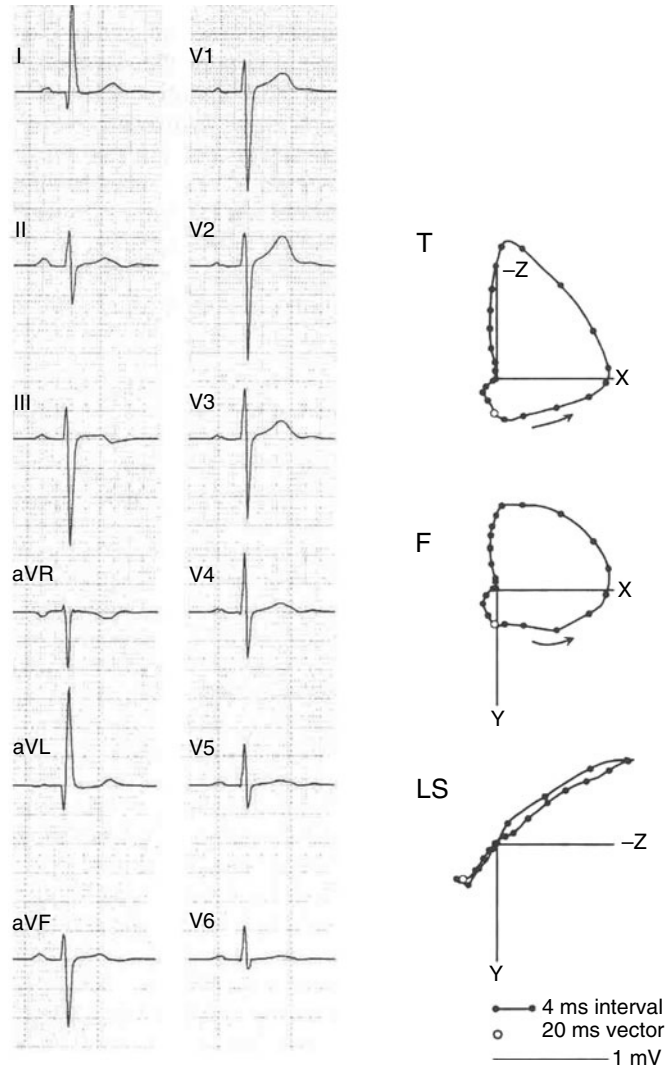 I
V1
II
V2
T
–Z
X
III
V3
F
X
Y
aVR
V4
aVL
V5
LS
–Z
Y
aVF
V6
4 ms interval
20 ms vector
1 mV